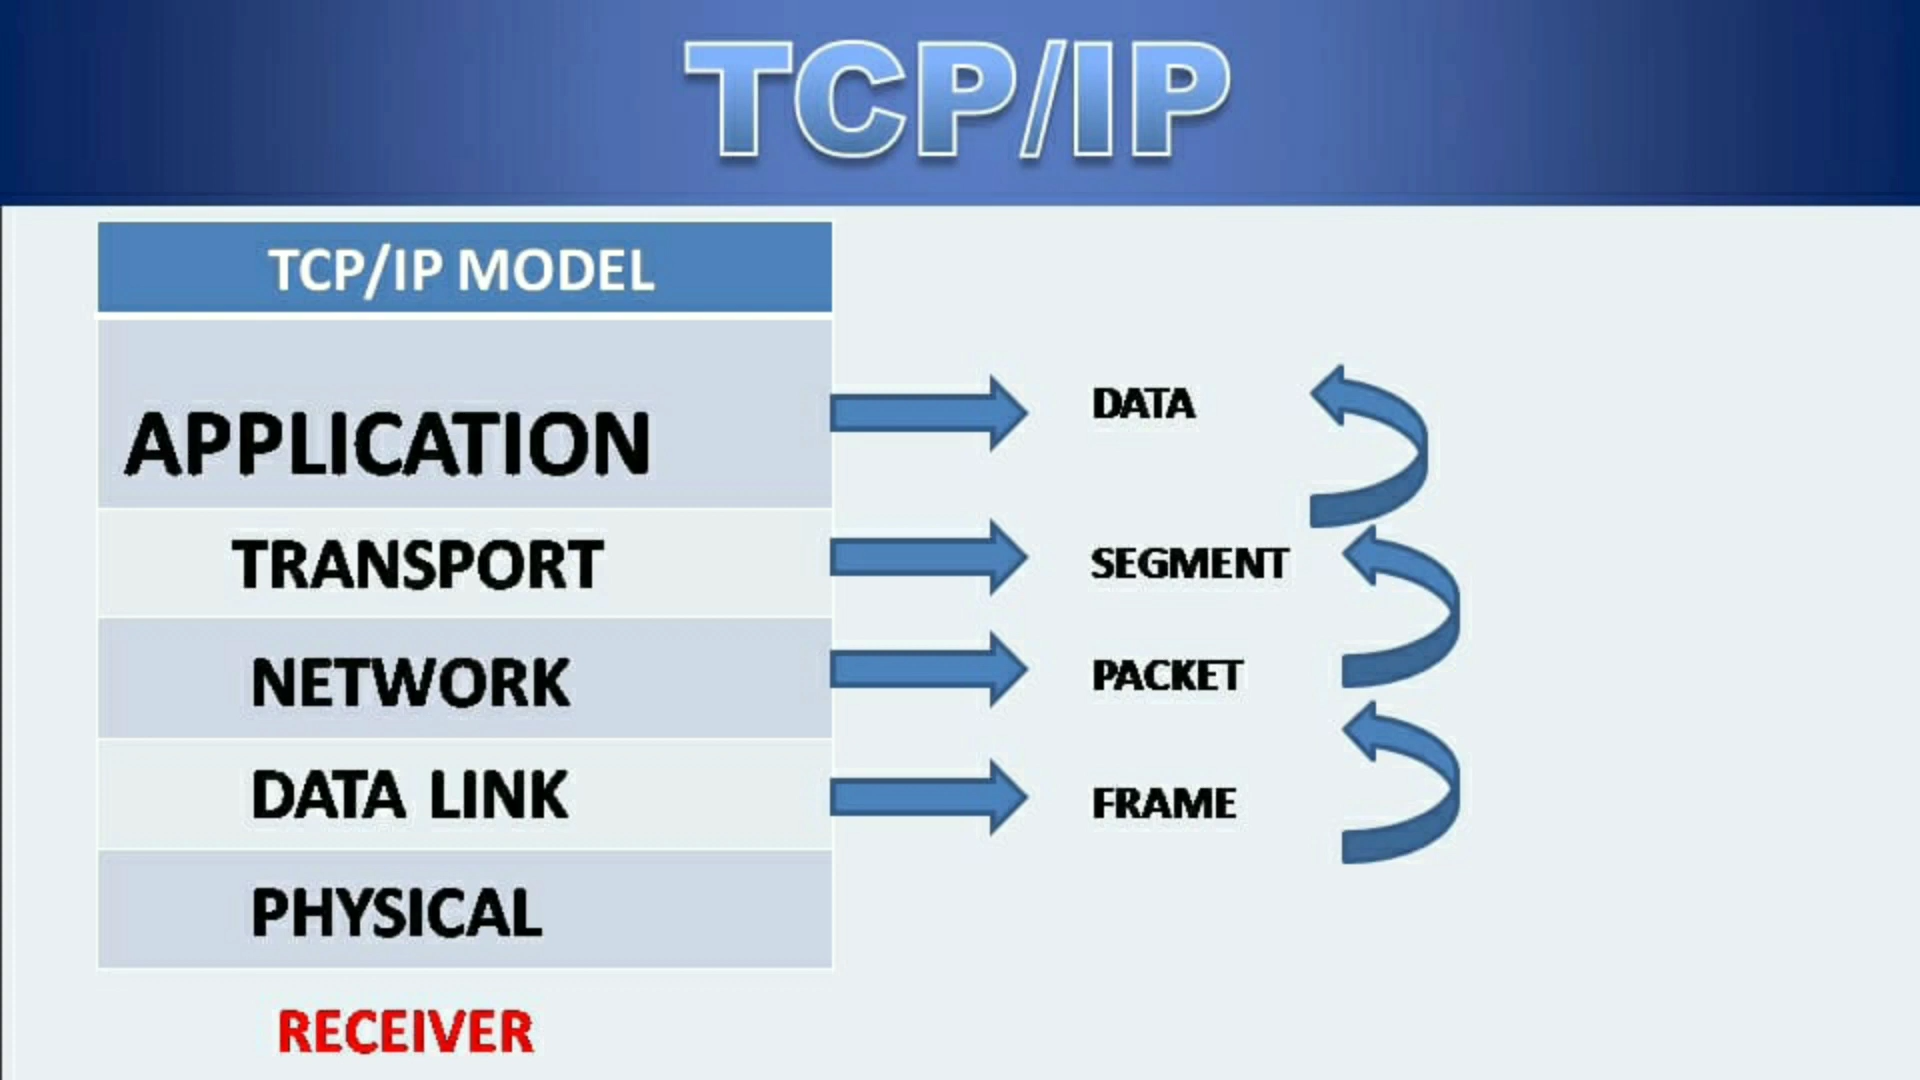 TCP/IP
TCP/IP MODEL
APPLICATION
DATA
TRANSPORT
SEGMENT
NETWORK
PACKET
DATA LINK
FRAME
PHYSICAL
RECEIVER